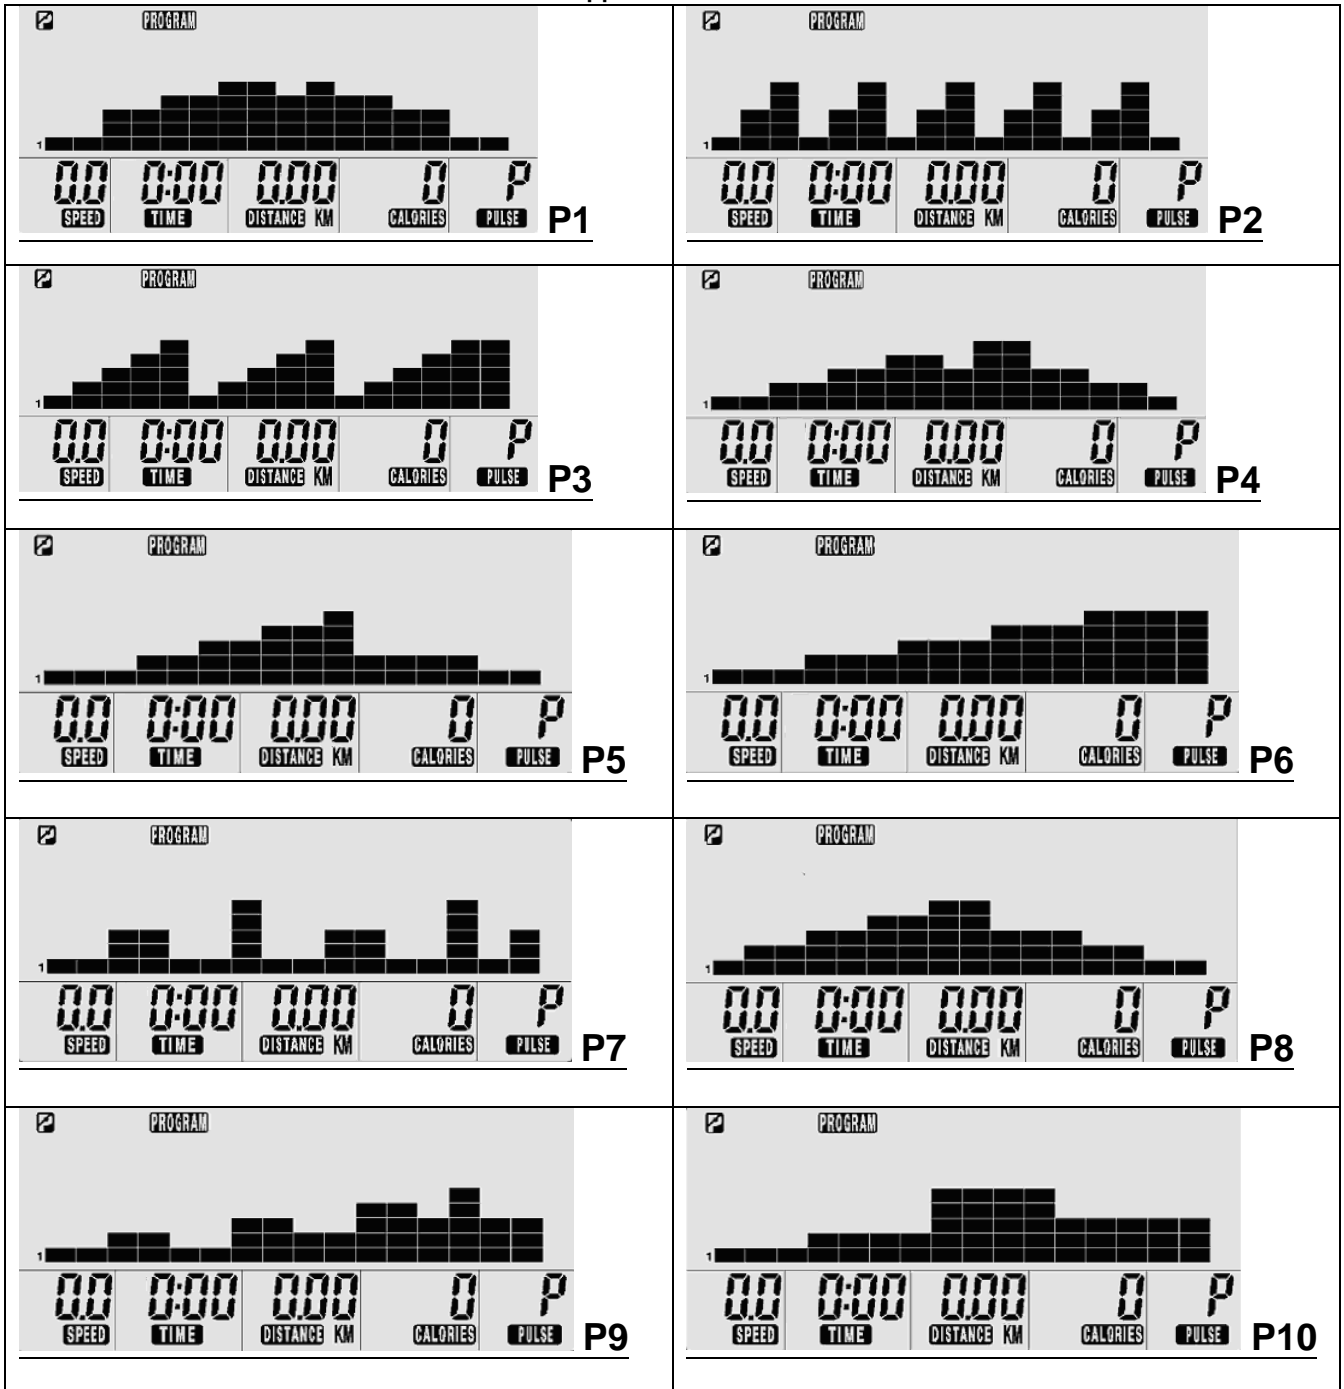 PROGRAM
1
0.0 0:00 0.00 0 P
SPEED TIME DISTANCE KM CALORIES PULSE P1
PROGRAM
1
0.0 0:00 0.00 0 P
SPEED TIME DISTANCE KM CALORIES PULSE P2
PROGRAM
1
0.0 0:00 0.00 0 P
SPEED TIME DISTANCE KM CALORIES PULSE P3
PROGRAM
1
0.0 0:00 0.00 0 P
SPEED TIME DISTANCE KM CALORIES PULSE P4
PROGRAM
1
0.0 0:00 0.00 0 P
SPEED TIME DISTANCE KM CALORIES PULSE P5
PROGRAM
1
0.0 0:00 0.00 0 P
SPEED TIME DISTANCE KM CALORIES PULSE P6
PROGRAM
1
0.0 0:00 0.00 0 P
SPEED TIME DISTANCE KM CALORIES PULSE P7
PROGRAM
1
0.0 0:00 0.00 0 P
SPEED TIME DISTANCE KM CALORIES PULSE P8
PROGRAM
1
0.0 0:00 0.00 0 P
SPEED TIME DISTANCE KM CALORIES PULSE P9
PROGRAM
1
0.0 0:00 0.00 0 P
SPEED TIME DISTANCE KM CALORIES PULSE P10